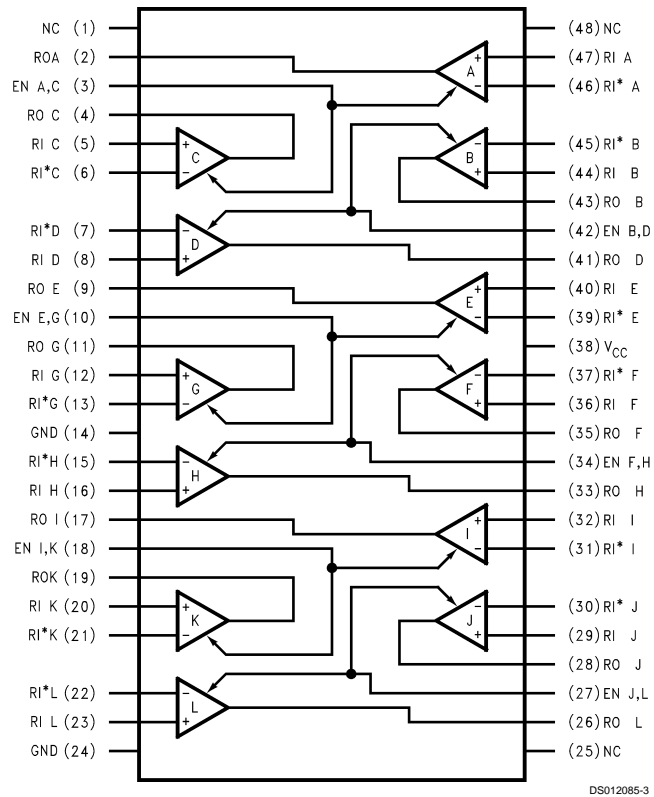 NC (1)
(48) NC
ROA (2)
(47) RI A
EN A,C (3)
(46) RI* A
RO C (4)
RI C (5)
(45) RI* B
RI*C (6)
(44) RI B
(43) RO B
RI*D (7)
(42) EN B,D
RI D (8)
(41) RO D
RO E (9)
(40) RI E
EN E,G (10)
(39) RI* E
RO G (11)
(38) VCC
RI G (12)
(37) RI* F
RI*G (13)
(36) RI F
GND (14)
(35) RO F
RI*H (15)
(34) EN F,H
RI H (16)
(33) RO H
RO I (17)
(32) RI I
EN I,K (18)
(31) RI* I
ROK (19)
RI K (20)
(30) RI* J
RI*K (21)
(29) RI J
(28) RO J
RI*L (22)
(27) EN J,L
RI L (23)
(26) RO L
GND (24)
(25) NC
+ A -
+ C -
- B +
- D +
+ E -
+ G -
- F +
- H +
+ I -
+ K -
- J +
- L +
DS012085-3